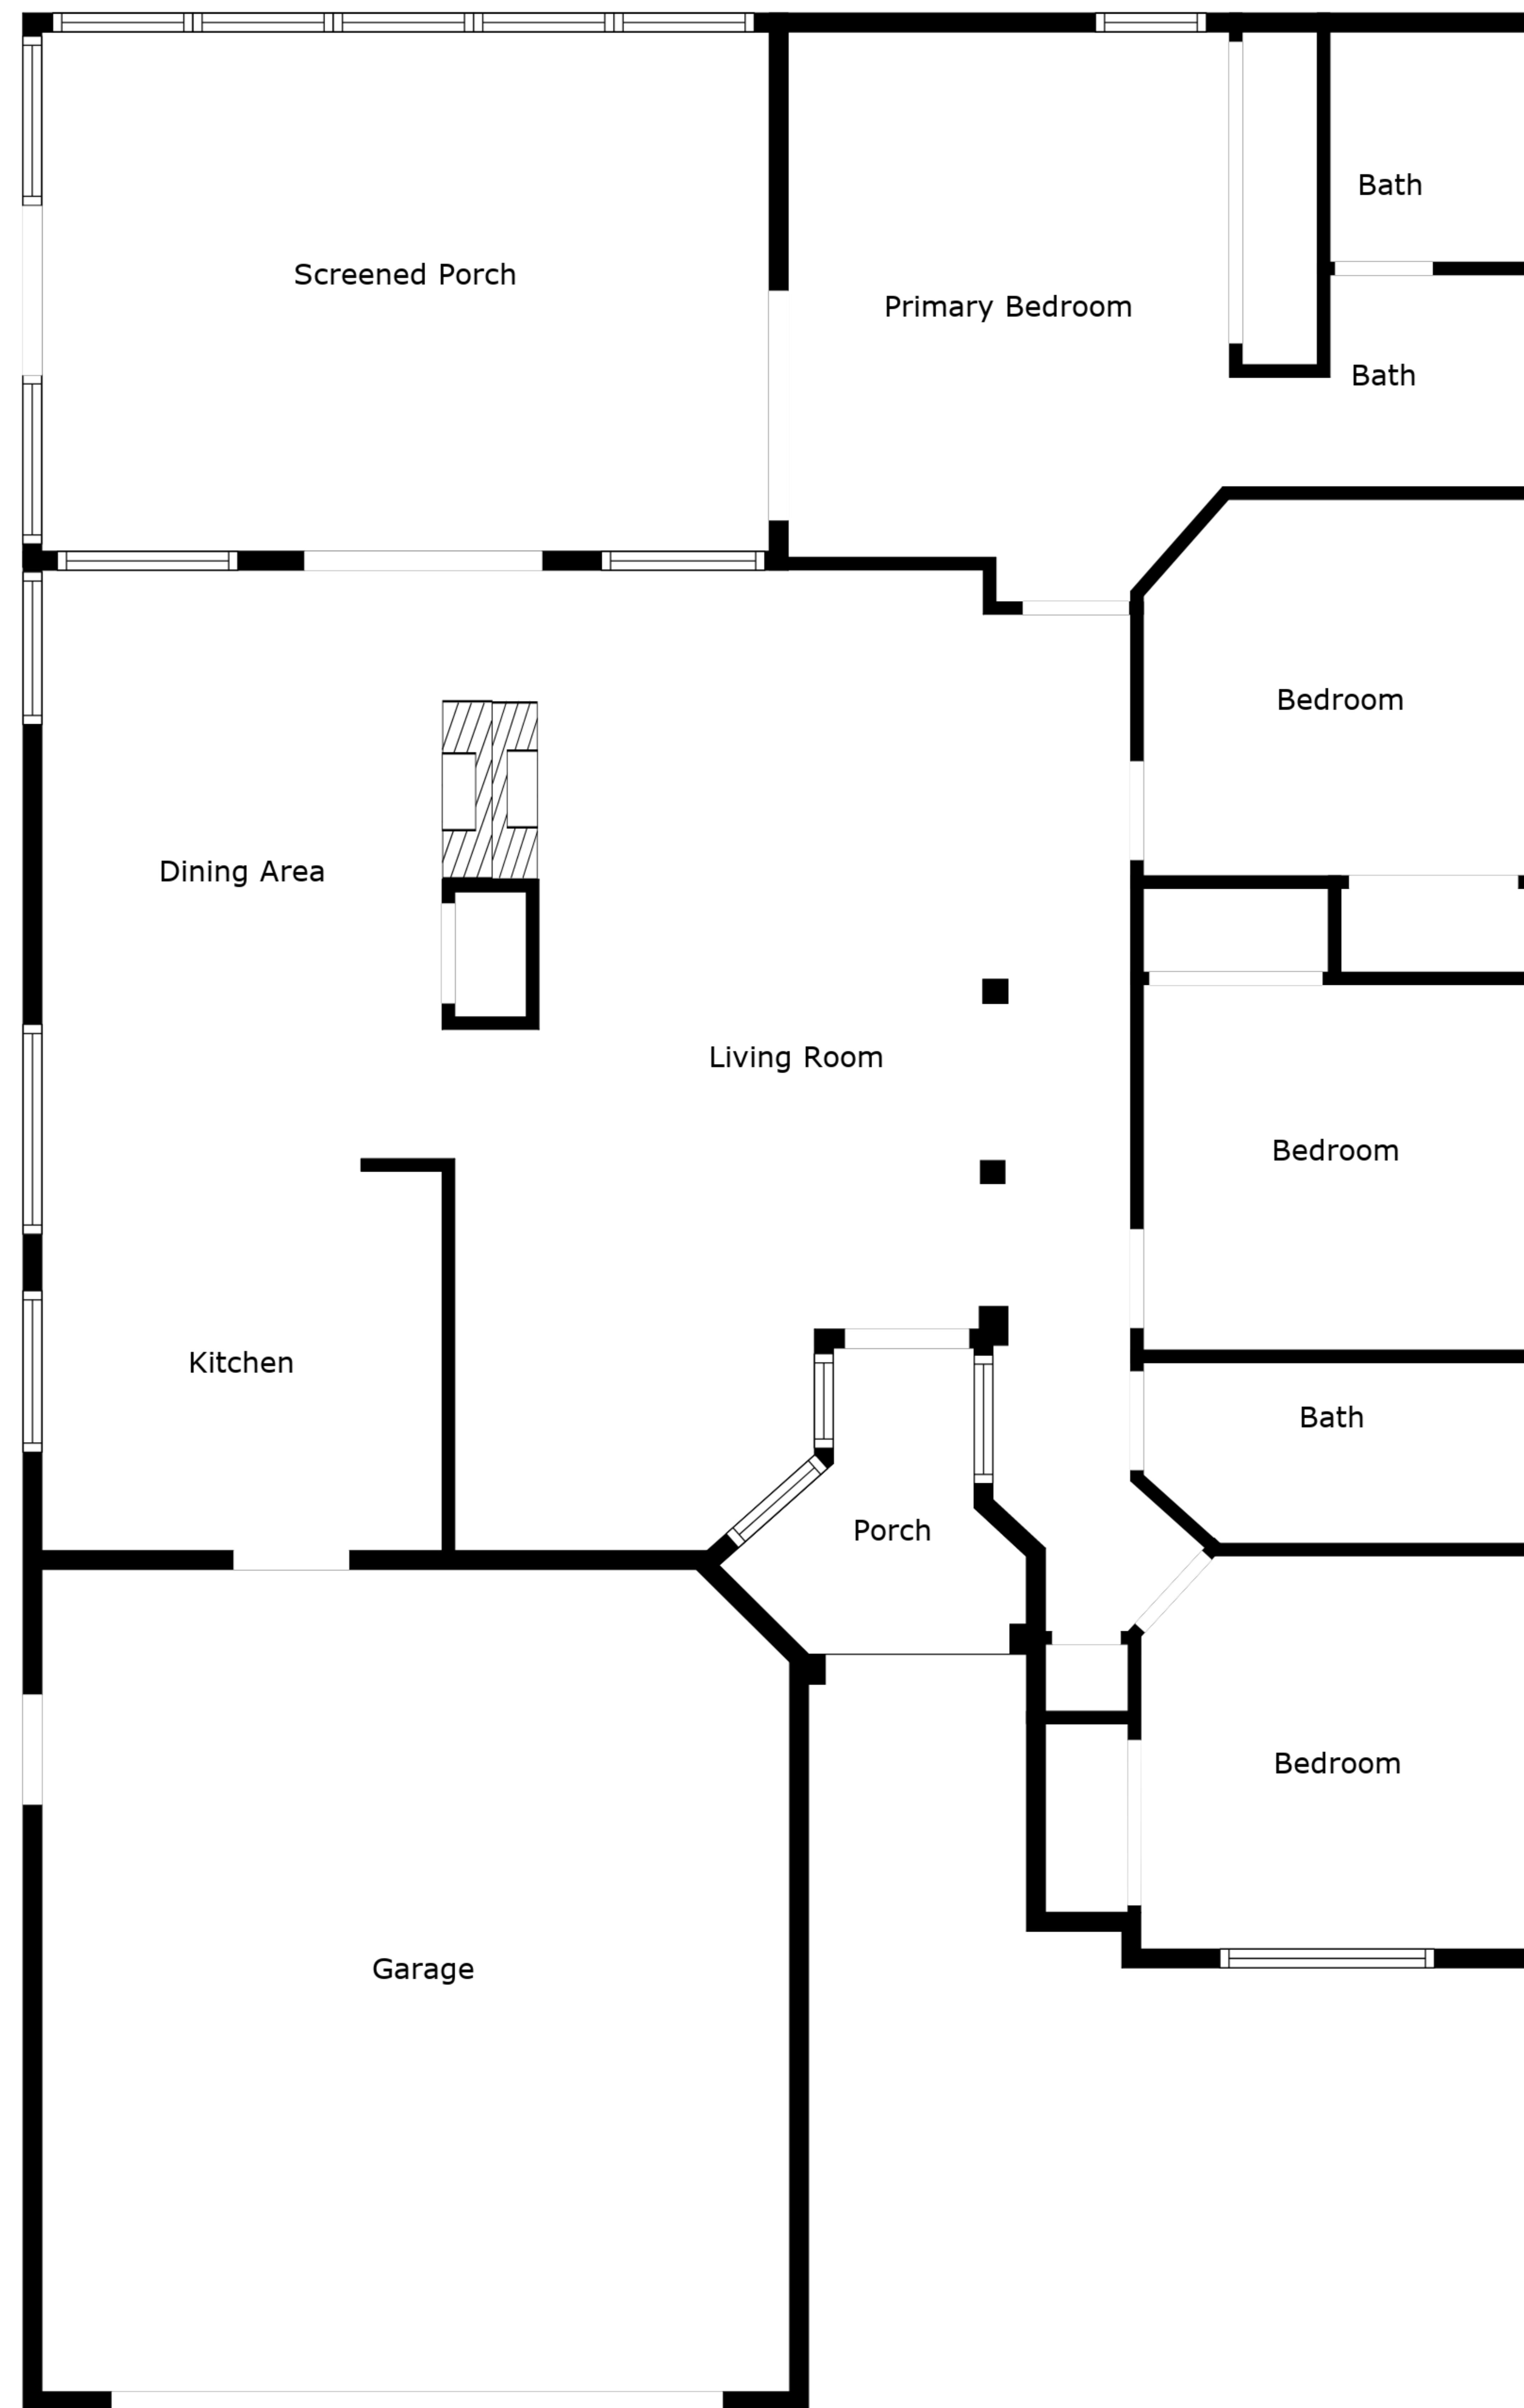 Bath
Screened Porch
Primary Bedroom
Bath
Bedroom
Dining Area
Living Room
Bedroom
Kitchen
Bath
Porch
Bedroom
Garage